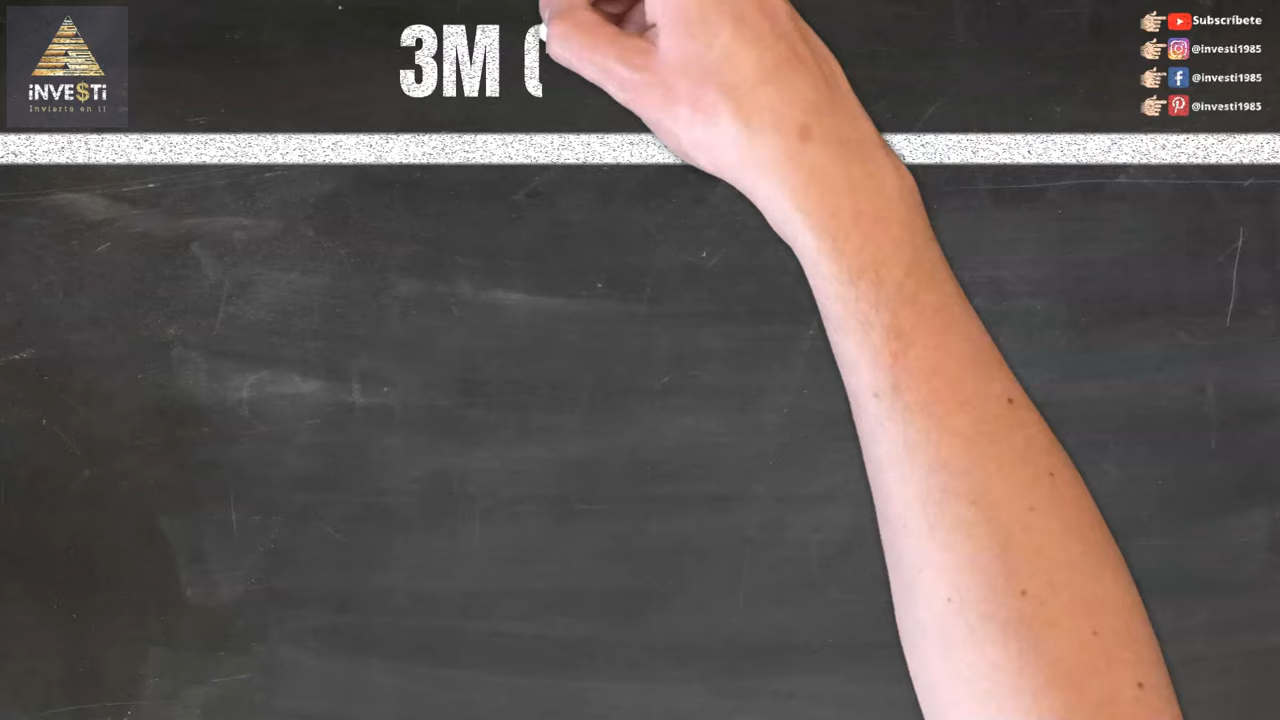 3M
iNVE$Ti
Invierte en ti
Subscríbete
@investi1985
@investi1985
@investi1985